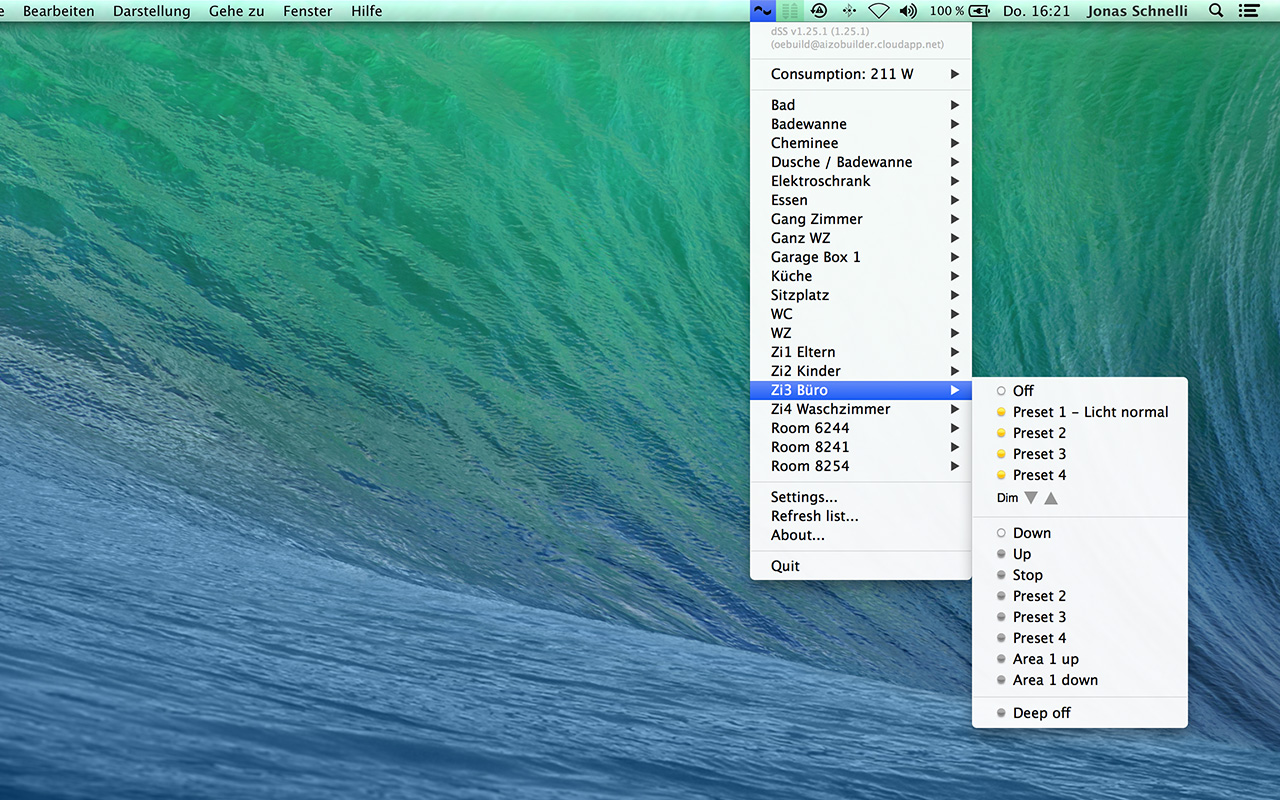 Bearbeiten Darstellung Gehe zu Fenster Hilfe 100 % Do. 16:21 Jonas Schnelli
dSS v1.25.1 (1.25.1)
(oebuild@aizobuilder.cloudapp.net)
Consumption: 211 W
Bad
Badewanne
Cheminee
Dusche / Badewanne
Elektroschrank
Essen
Gang Zimmer
Ganz WZ
Garage Box 1
Küche
Sitzplatz
WC
WZ
Zi1 Eltern
Zi2 Kinder
Zi3 Büro
Zi4 Waschzimmer
Room 6244
Room 8241
Room 8254
Settings...
Refresh list...
About...
Quit
Off
Preset 1 – Licht normal
Preset 2
Preset 3
Preset 4
Dim
Down
Up
Stop
Preset 2
Preset 3
Preset 4
Area 1 up
Area 1 down
Deep off